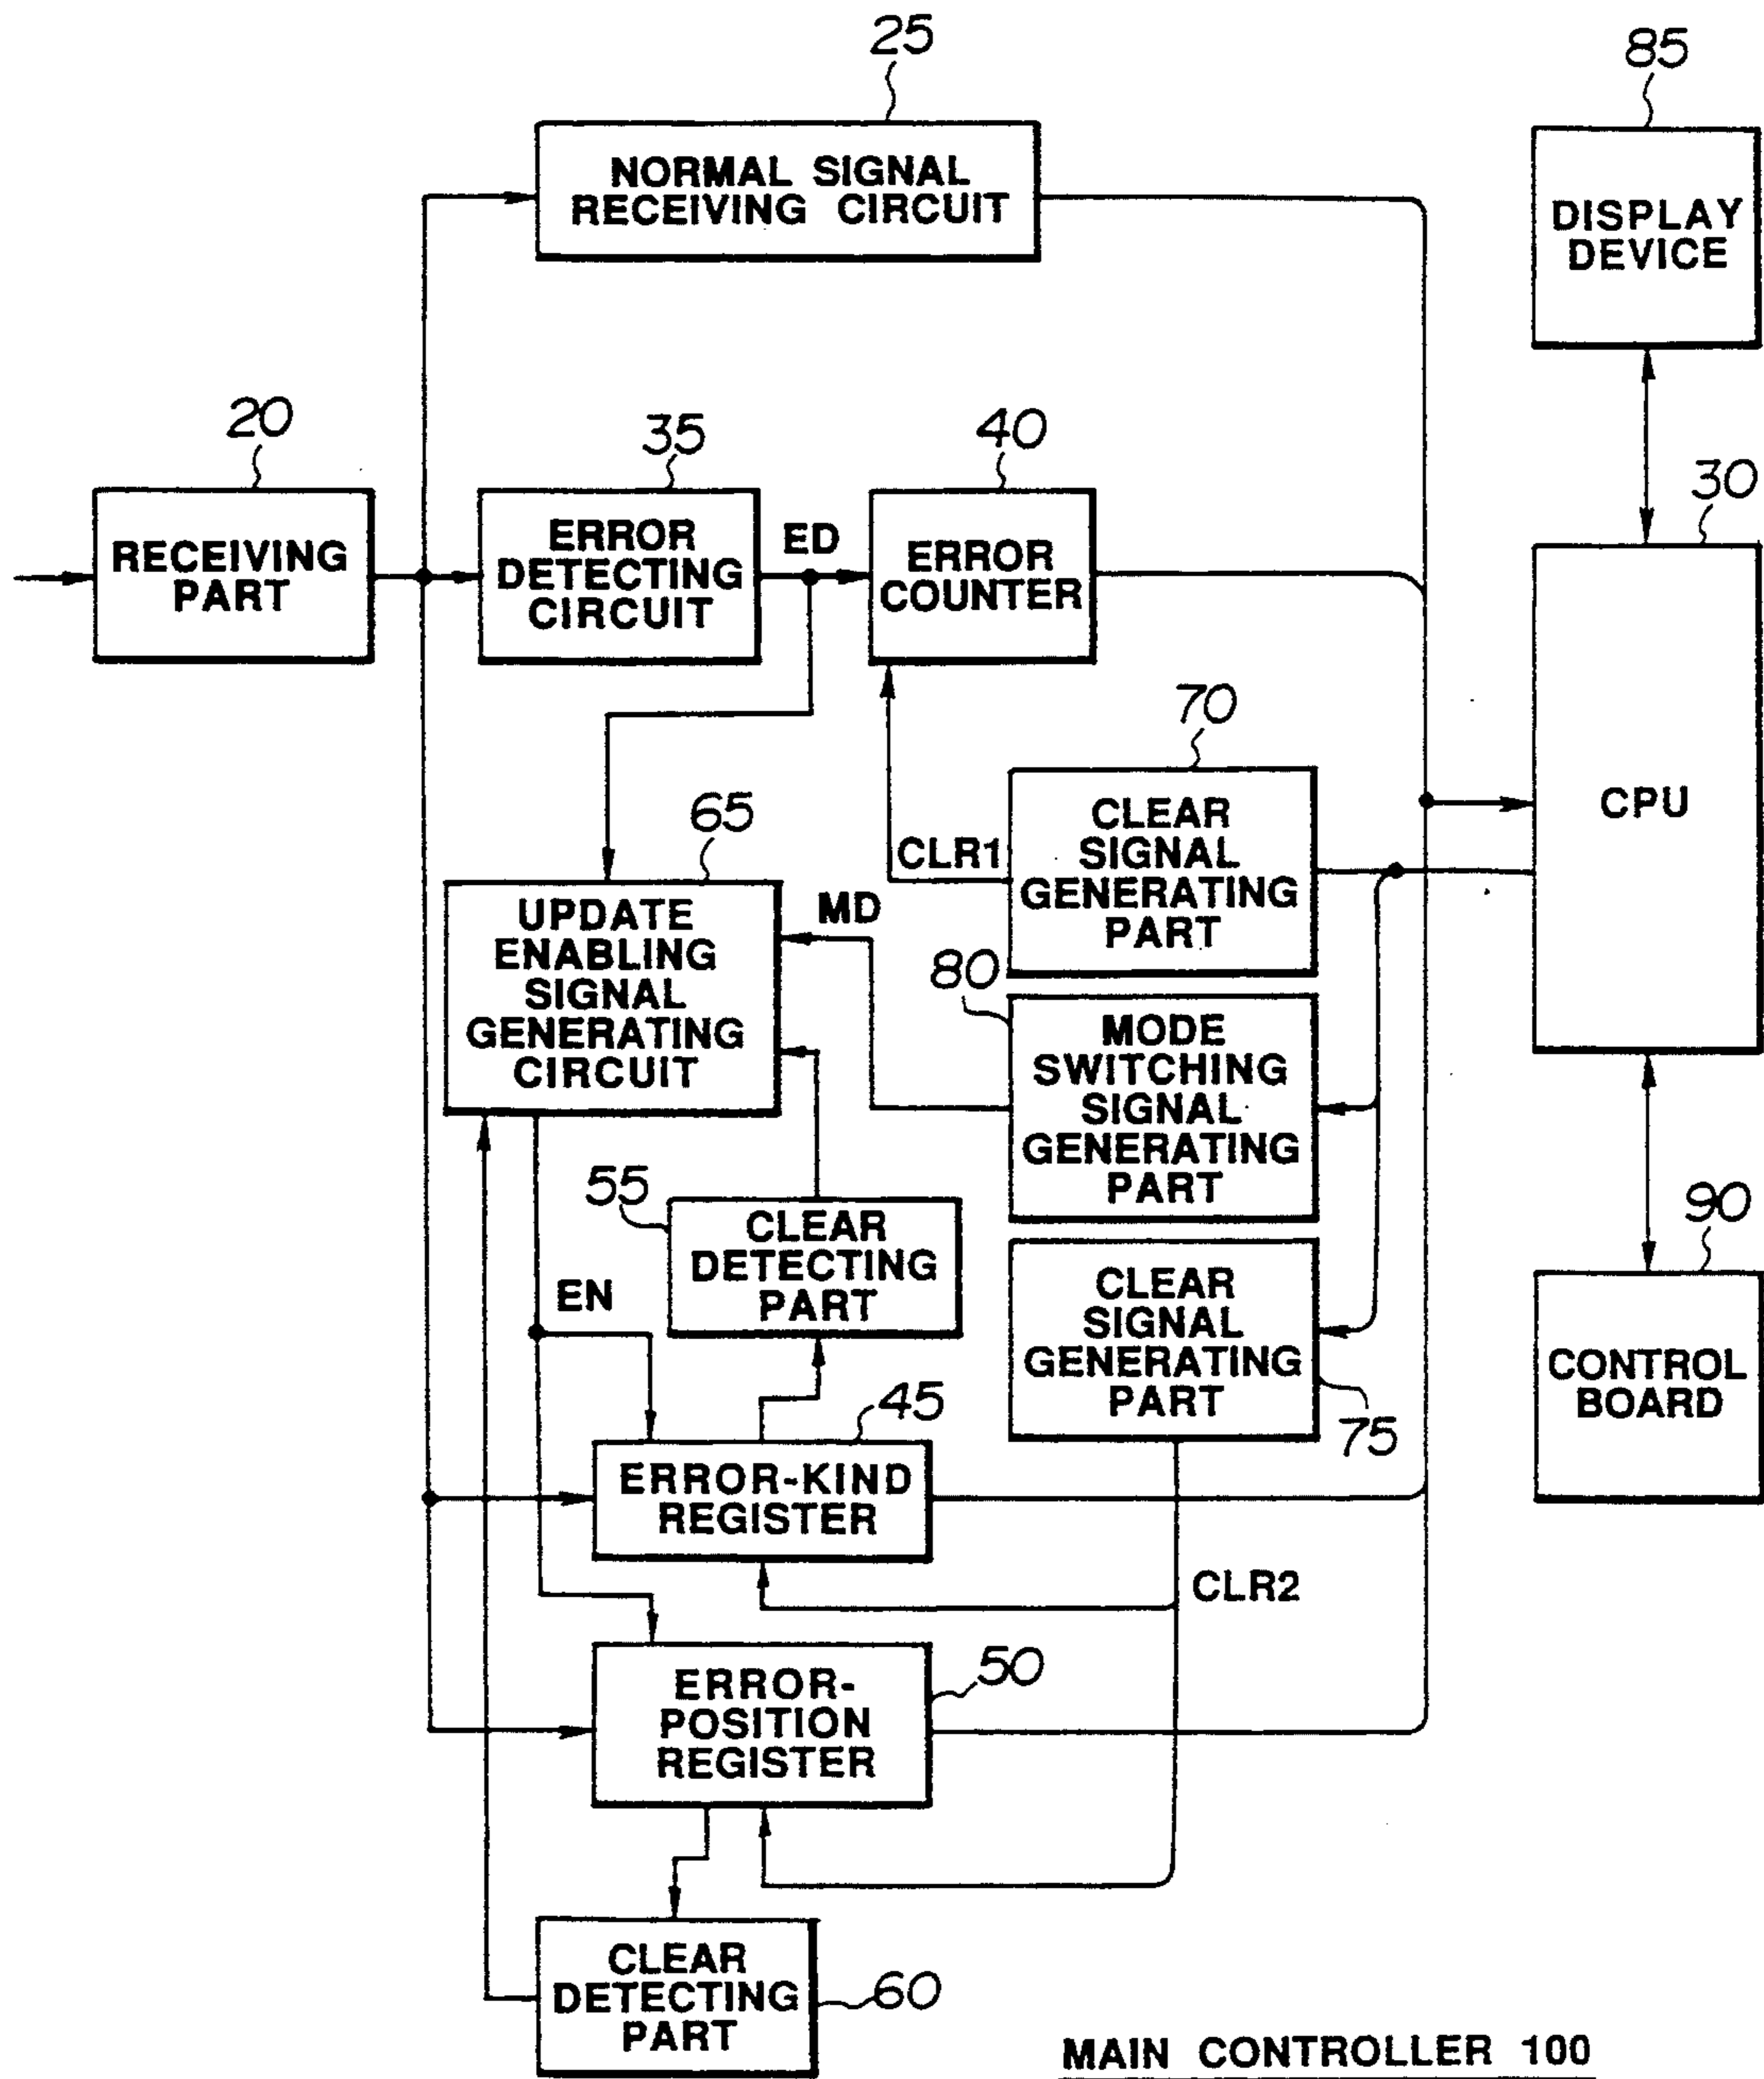 25
85
NORMAL SIGNAL
RECEIVING CIRCUIT
DISPLAY
DEVICE
20
35
40
30
RECEIVING
PART
ERROR
DETECTING
CIRCUIT
ED
ERROR
COUNTER
CPU
70
CLEAR
SIGNAL
GENERATING
PART
CLR1
65
UPDATE
ENABLING
SIGNAL
GENERATING
CIRCUIT
MD
80
MODE
SWITCHING
SIGNAL
GENERATING
PART
55
CLEAR
DETECTING
PART
CLEAR
SIGNAL
GENERATING
PART
75
90
CONTROL
BOARD
EN
45
ERROR-KIND
REGISTER
CLR2
ERROR-
POSITION
REGISTER
50
CLEAR
DETECTING
PART
60
MAIN CONTROLLER 100